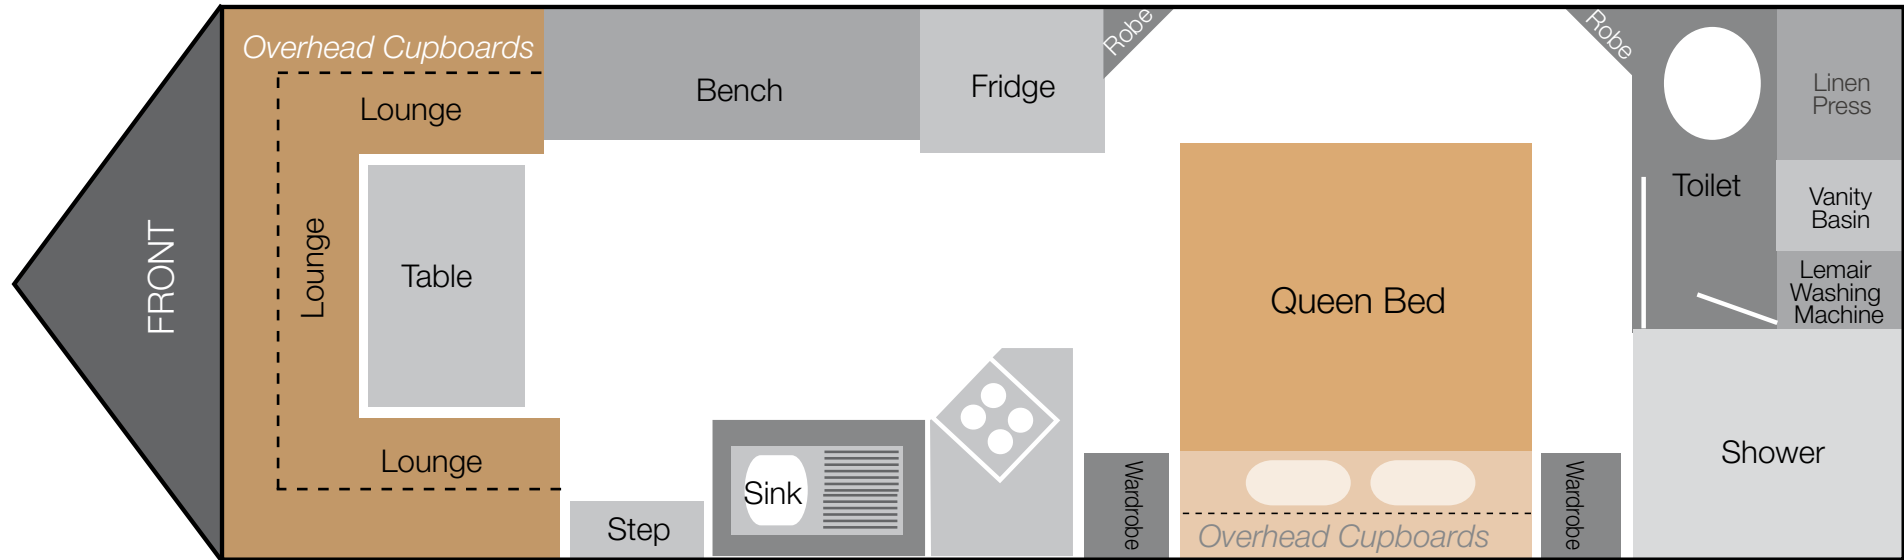 Overhead Cupboards
Lounge
Bench
Fridge
Robe
Robe
Linen
Press
Toilet
Vanity
Basin
Lemair
Washing
Machine
FRONT
Lounge
Table
Queen Bed
Lounge
Sink
Step
Wardrobe
Overhead Cupboards
Wardrobe
Shower